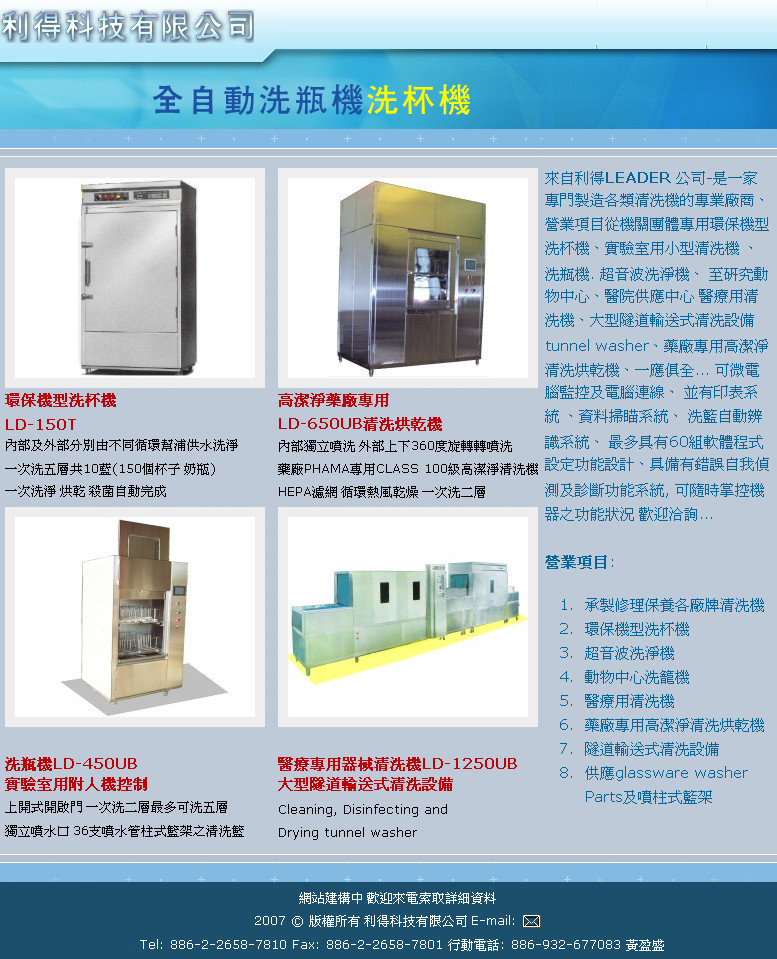 利得科技有限公司
全自動洗瓶機洗杯機
環保機型洗杯機
LD-150T
內部及外部分別由不同循環幫浦供水洗淨
一次洗五層共10藍(150個杯子 奶瓶)
一次洗淨 烘乾 殺菌自動完成
高潔淨藥廠專用
LD-650UB清洗烘乾機
內部獨立噴洗 外部上下360度旋轉轉噴洗
藥廠PHAMA專用CLASS 100級高潔淨清洗機
HEPA濾網 循環熱風乾燥 一次洗二層
洗瓶機LD-450UB
實驗室用附人機控制
上開式開啟門 一次洗二層最多可洗五層
獨立噴水口 36支噴水管柱式籃架之清洗籃
醫療專用器械清洗機LD-1250UB
大型隧道輸送式清洗設備
Cleaning, Disinfecting and
Drying tunnel washer
來自利得LEADER 公司-是一家
專門製造各類清洗機的專業廠商、
營業項目從機關團體專用環保機型
洗杯機、實驗室用小型清洗機 、
洗瓶機. 超音波洗淨機、 至研究動
物中心、醫院供應中心 醫療用清
洗機、大型隧道輸送式清洗設備
tunnel washer、藥廠專用高潔淨
清洗烘乾機、一應俱全... 可微電
腦監控及電腦連線、 並有印表系
統 、資料掃瞄系統、 洗籃自動辨
識系統、 最多具有60組軟體程式
設定功能設計、具備有錯誤自我偵
測及診斷功能系統, 可隨時掌控機
器之功能狀況 歡迎洽詢...
營業項目:
1. 承製修理保養各廠牌清洗機
2. 環保機型洗杯機
3. 超音波洗淨機
4. 動物中心洗籠機
5. 醫療用清洗機
6. 藥廠專用高潔淨清洗烘乾機
7. 隧道輸送式清洗設備
8. 供應glassware washer
Parts及噴柱式籃架
網站建構中 歡迎來電索取詳細資料
2007 © 版權所有 利得科技有限公司 E-mail:
Tel: 886-2-2658-7810 Fax: 886-2-2658-7801 行動電話: 886-932-677083 黃盈盛